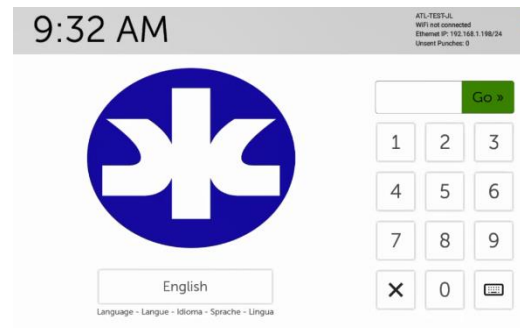 9:32 AM
ATL-TEST-JL
WiFi not connected
Ethernet IP: 192.168.1.198/24
Unsent Punches: 0
Go »
1 2 3
4 5 6
7 8 9
0
English
Language - Langue - Idioma - Sprache - Lingua